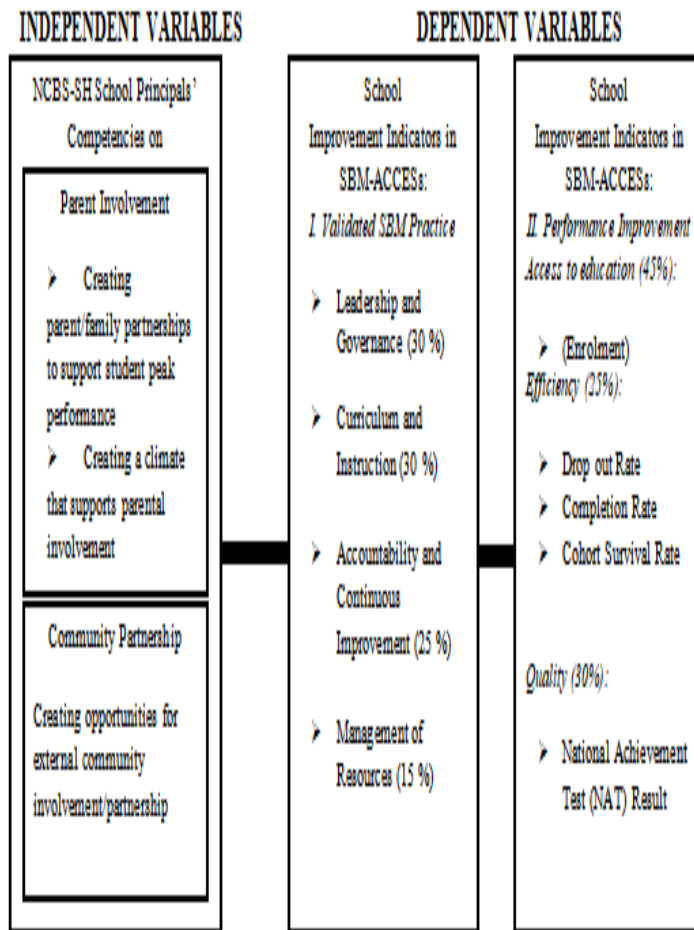 INDEPENDENT VARIABLES
NCBS-SH School Principals'
Competencies on
Parent Involvement
➢ Creating
parent/family partnerships
to support student peak
performance
➢ Creating a climate
that supports parental
involvement
Community Partnership
Creating opportunities for
external community
involvement/partnership
DEPENDENT VARIABLES
School
Improvement Indicators in
SBM-ACCESs:
I. Validated SBM Practice
➢ Leadership and
Governance (30 %)
➢ Curriculum and
Instruction (30 %)
➢ Accountability and
Continuous
Improvement (25 %)
➢ Management of
Resources (15 %)
School
Improvement Indicators in
SBM-ACCESs:
II. Performance Improvement
Access to education (45%):
➢ (Enrolment)
Efficiency (25%):
➢ Drop out Rate
➢ Completion Rate
➢ Cohort Survival Rate
Quality (30%):
➢ National Achievement
Test (NAT) Result